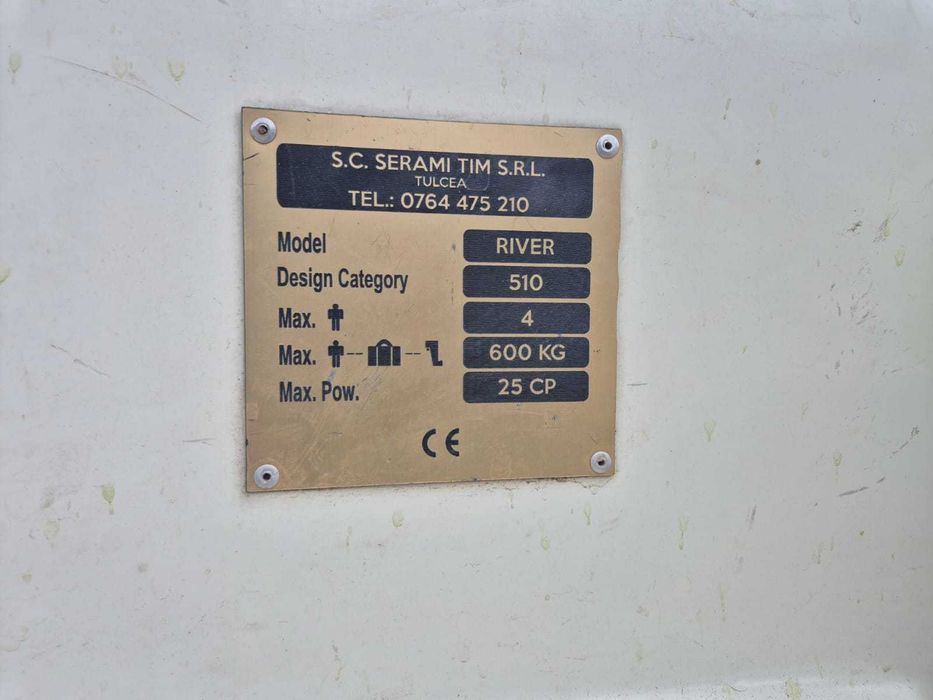 S.C. SERAMI TIM S.R.L.
TULCEA
TEL.: 0764 475 210
Model RIVER
Design Category 510
Max. 4
Max. 600 KG
Max. Pow. 25 CP
CE